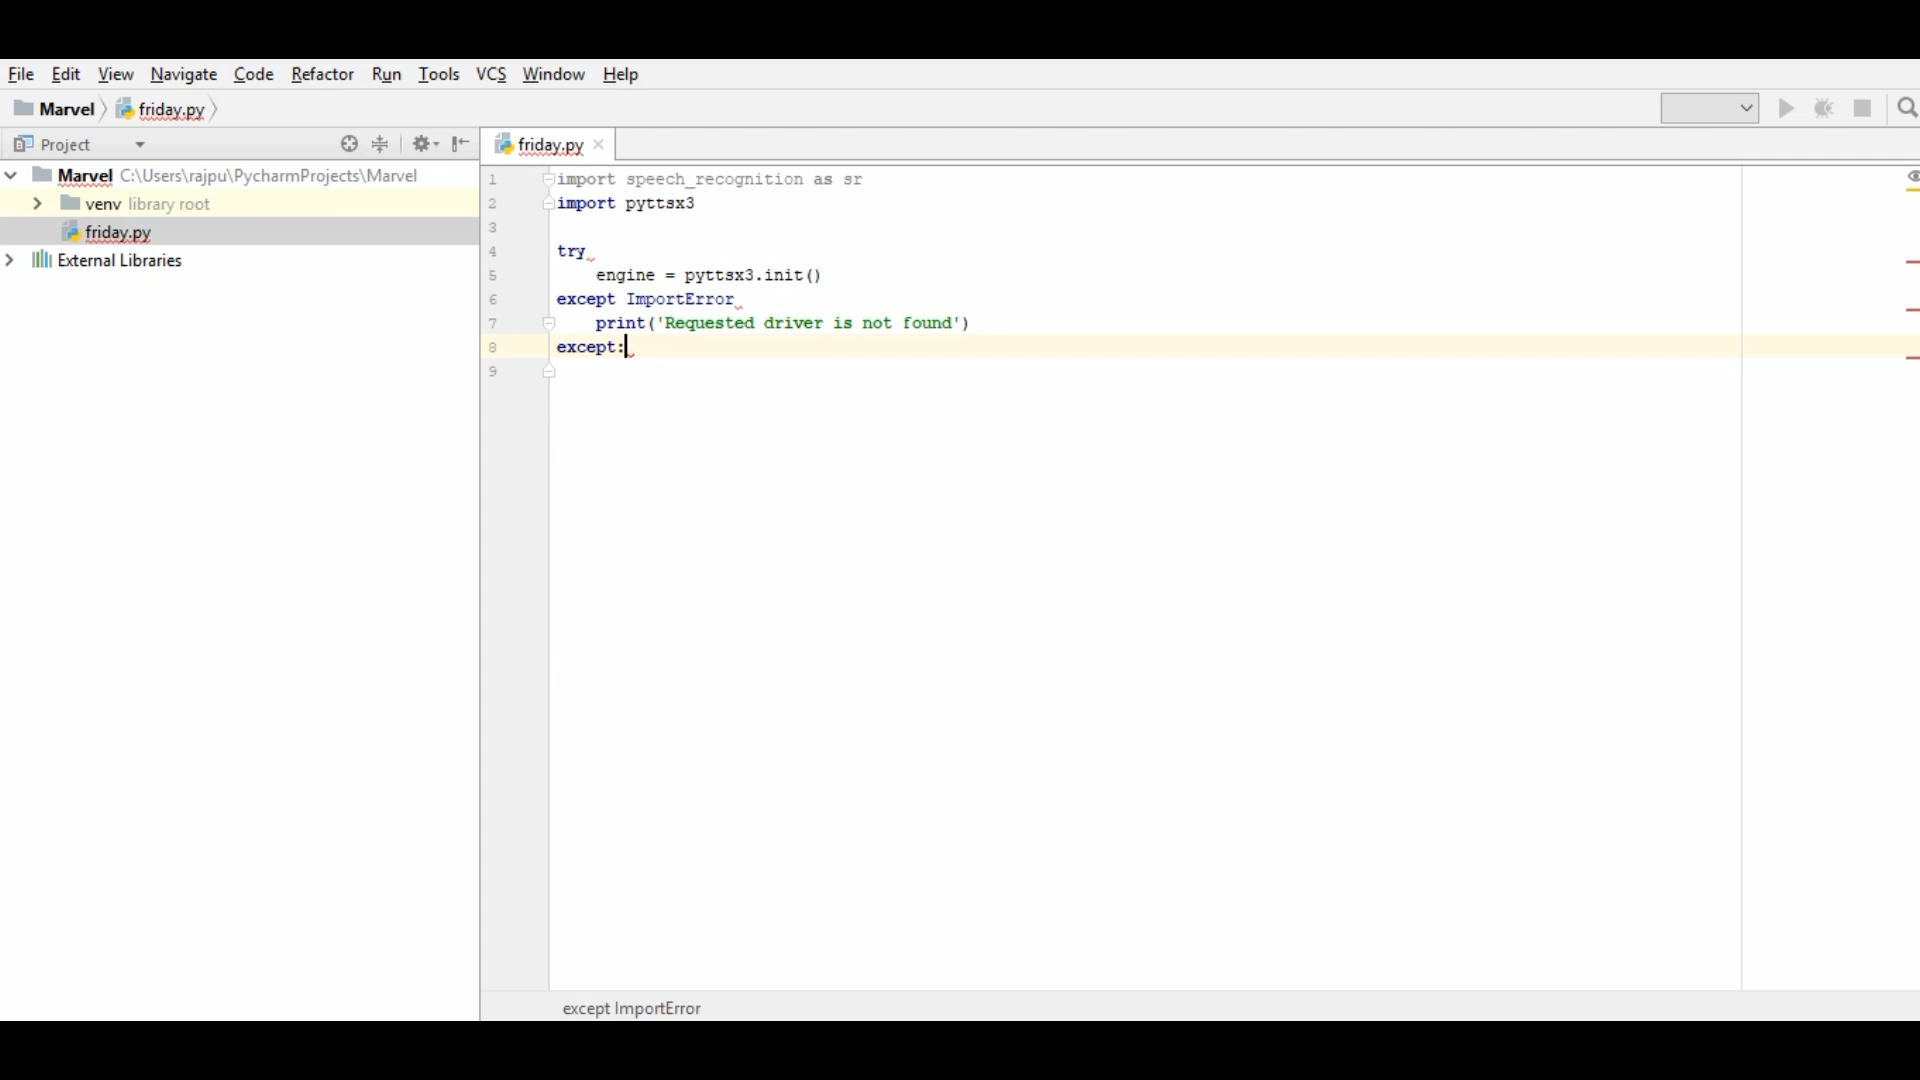 File Edit View Navigate Code Refactor Run Tools VCS Window Help
Marvel friday.py
Project
friday.py
Marvel C:\Users\rajpu\PycharmProjects\Marvel
venv library root
friday.py
External Libraries
1 import speech_recognition as sr
2 import pyttsx3
3
4 try
5 engine = pyttsx3.init()
6 except ImportError
7 print('Requested driver is not found')
8 except:
9
except ImportError